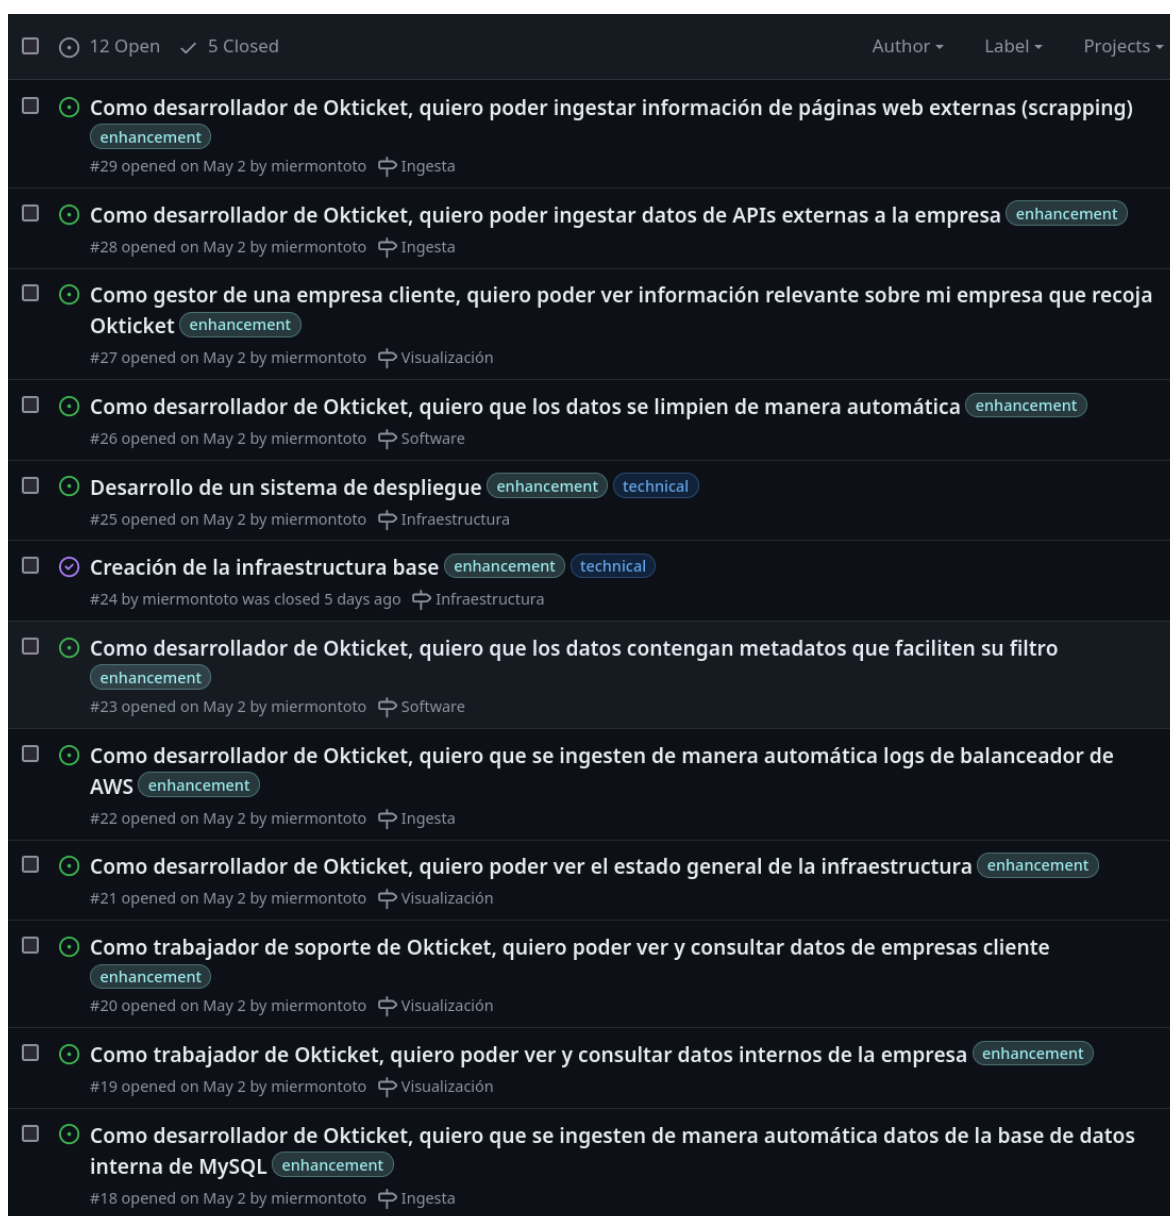 12 Open 5 Closed Author Label Projects
Como desarrollador de Okticket, quiero poder ingestar información de páginas web externas (scrapping)
enhancement
#29 opened on May 2 by miermontoto Ingesta
Como desarrollador de Okticket, quiero poder ingestar datos de APIs externas a la empresa enhancement
#28 opened on May 2 by miermontoto Ingesta
Como gestor de una empresa cliente, quiero poder ver información relevante sobre mi empresa que recoja
Okticket enhancement
#27 opened on May 2 by miermontoto Visualización
Como desarrollador de Okticket, quiero que los datos se limpien de manera automática enhancement
#26 opened on May 2 by miermontoto Software
Desarrollo de un sistema de despliegue enhancement technical
#25 opened on May 2 by miermontoto Infraestructura
Creación de la infraestructura base enhancement technical
#24 by miermontoto was closed 5 days ago Infraestructura
Como desarrollador de Okticket, quiero que los datos contengan metadatos que faciliten su filtro
enhancement
#23 opened on May 2 by miermontoto Software
Como desarrollador de Okticket, quiero que se ingesten de manera automática logs de balanceador de
AWS enhancement
#22 opened on May 2 by miermontoto Ingesta
Como desarrollador de Okticket, quiero poder ver el estado general de la infraestructura enhancement
#21 opened on May 2 by miermontoto Visualización
Como trabajador de soporte de Okticket, quiero poder ver y consultar datos de empresas cliente
enhancement
#20 opened on May 2 by miermontoto Visualización
Como trabajador de Okticket, quiero poder ver y consultar datos internos de la empresa enhancement
#19 opened on May 2 by miermontoto Visualización
Como desarrollador de Okticket, quiero que se ingesten de manera automática datos de la base de datos
interna de MySQL enhancement
#18 opened on May 2 by miermontoto Ingesta